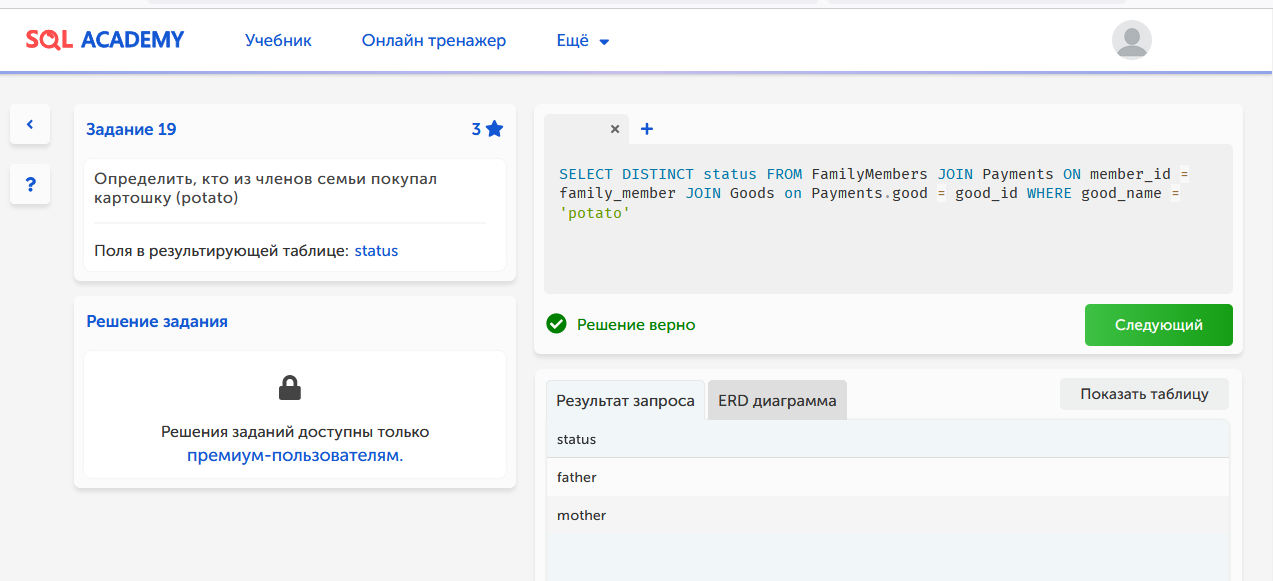 SQL ACADEMY
Учебник
Онлайн тренажер
Ещё
Задание 19
3
?
Определить, кто из членов семьи покупал
картошку (potato)
Поля в результирующей таблице: status
Решение задания
Решения заданий доступны только
премиум-пользователям.
SELECT DISTINCT status FROM FamilyMembers JOIN Payments ON member_id =
family_member JOIN Goods on Payments.good = good_id WHERE good_name =
'potato'
Решение верно
Следующий
Результат запроса
ERD диаграмма
Показать таблицу
status
father
mother